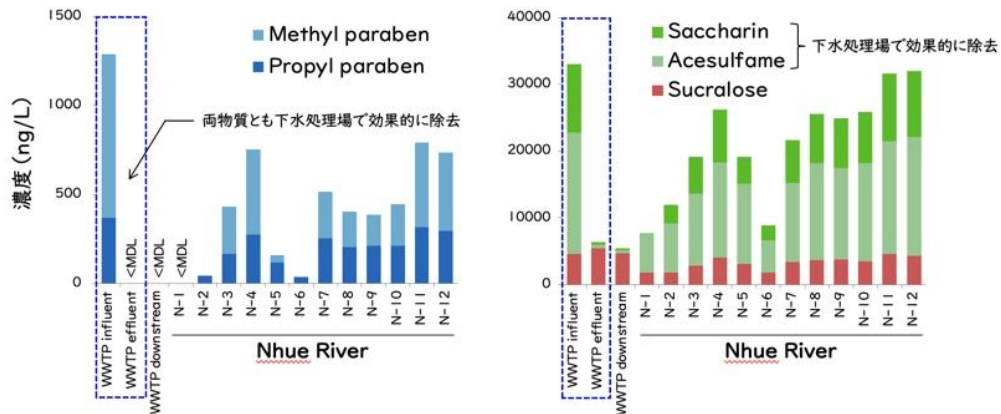 1500
1000
500
0
濃度 (ng/L)
Methyl paraben
Propyl paraben
両物質とも下水処理場で効果的に除去
<MDL
<MDL
<MDL
WWTP influent
WWTP effluent
WWTP downstream
N-1
N-2
N-3
N-4
N-5
N-6
N-7
N-8
N-9
N-10
N-11
N-12
Nhue River
40000
30000
20000
10000
0
Saccharin
Acesulfame
Sucralose
下水処理場で効果的に除去
WWTP influent
WWTP effluent
WWTP downstream
N-1
N-2
N-3
N-4
N-5
N-6
N-7
N-8
N-9
N-10
N-11
N-12
Nhue River